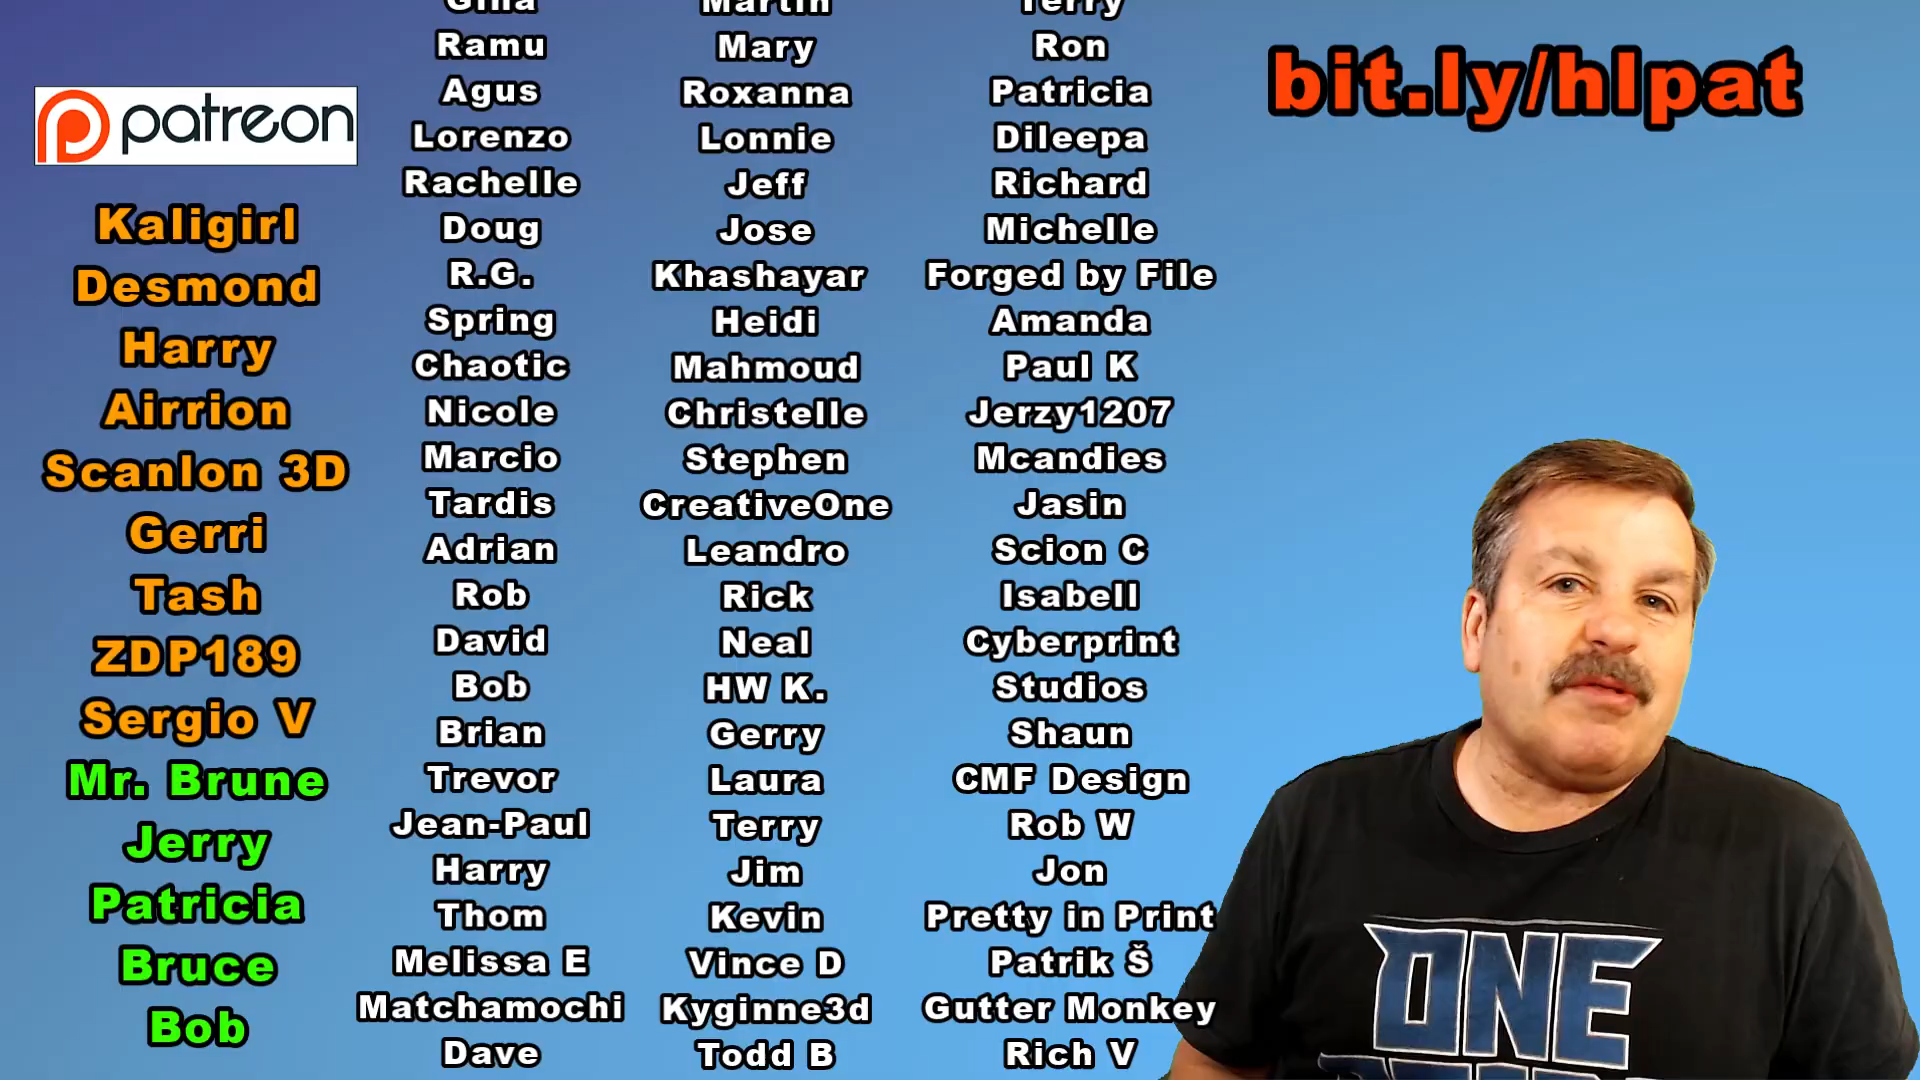 patreon
Kaligirl
Desmond
Harry
Airrion
Scanlon 3D
Gerri
Tash
ZDP189
Sergio V
Mr. Brune
Jerry
Patricia
Bruce
Bob
Gina
Ramu
Agus
Lorenzo
Rachelle
Doug
R.G.
Spring
Chaotic
Nicole
Marcio
Tardis
Adrian
Rob
David
Bob
Brian
Trevor
Jean-Paul
Harry
Thom
Melissa E
Matchamochi
Dave
Martin
Mary
Roxanna
Lonnie
Jeff
Jose
Khashayar
Heidi
Mahmoud
Christelle
Stephen
CreativeOne
Leandro
Rick
Neal
HW K.
Gerry
Laura
Terry
Jim
Kevin
Vince D
Kyginne3d
Todd B
Terry
Ron
Patricia
Dileepa
Richard
Michelle
Forged by File
Amanda
Paul K
Jerzy1207
Mcandies
Jasin
Scion C
Isabell
Cyberprint
Studios
Shaun
CMF Design
Rob W
Jon
Pretty in Print
Patrik Š
Gutter Monkey
Rich V
bit.ly/hlpat
ONE